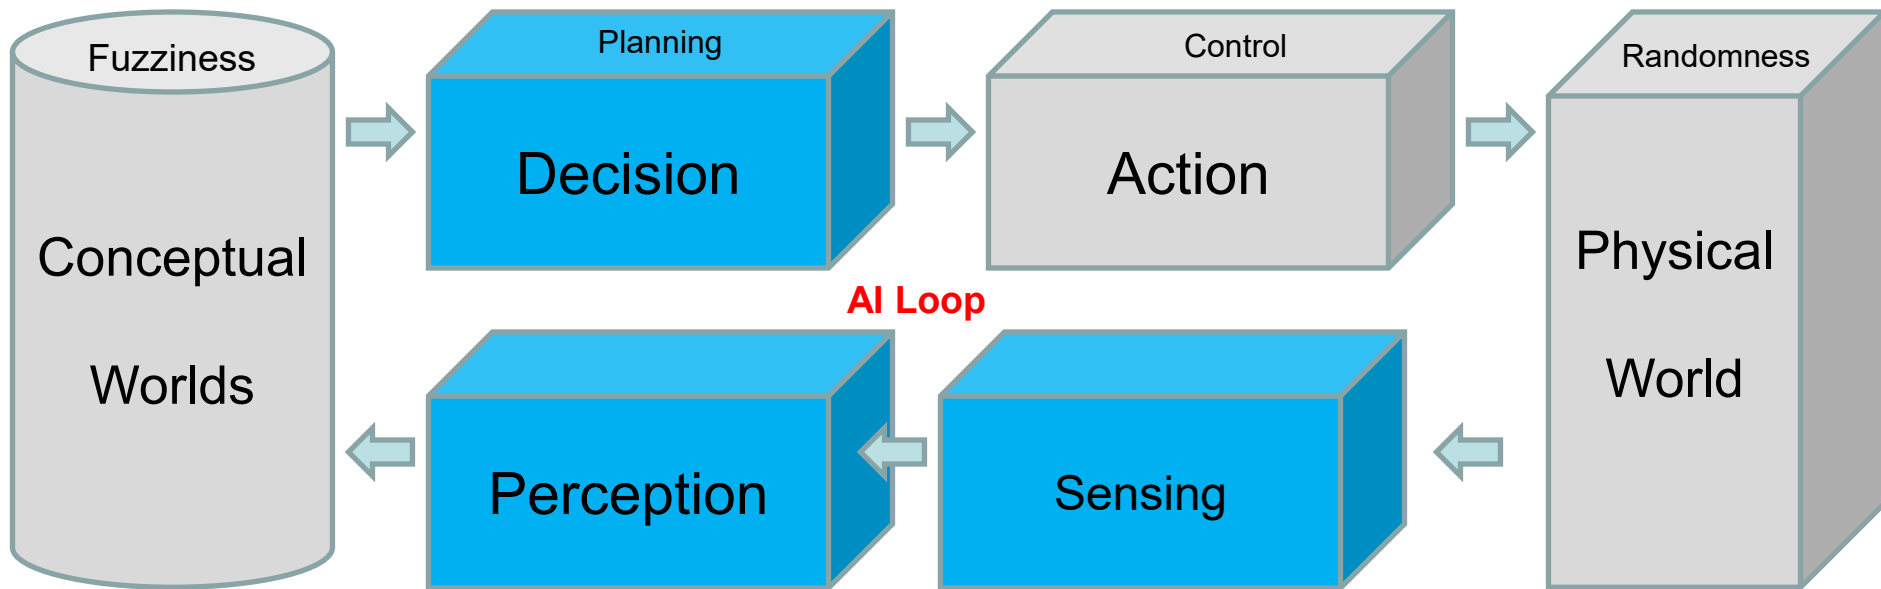 Fuzziness
Conceptual
Worlds
Planning
Decision
Control
Action
Randomness
Physical
World
AI Loop
Perception
Sensing